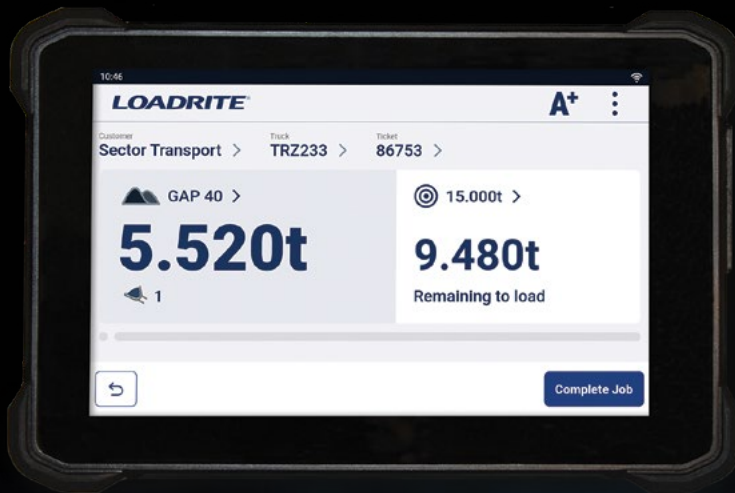 10:46
LOADRITE
A+
Customer
Sector Transport >
Truck
TRZ233 >
Ticket
86753 >
GAP 40 >
5.520t
1
15.000t >
9.480t
Remaining to load
Complete Job